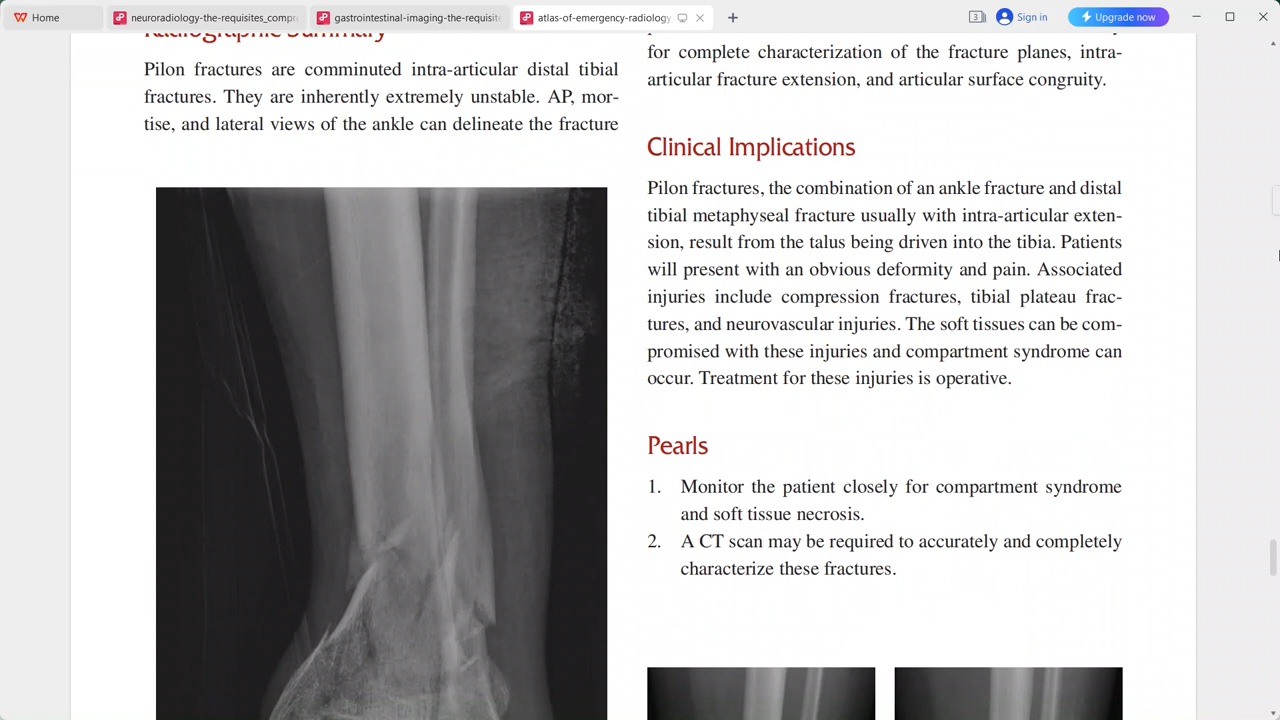 Home
neuroradiology-the-requisites_compre
gastrointestinal-imaging-the-requisite
atlas-of-emergency-radiology
3
Sign in
Upgrade now
Radiographic Summary
Pilon fractures are comminuted intra-articular distal tibial
fractures. They are inherently extremely unstable. AP, mor-
tise, and lateral views of the ankle can delineate the fracture
for complete characterization of the fracture planes, intra-
articular fracture extension, and articular surface congruity.
Clinical Implications
Pilon fractures, the combination of an ankle fracture and distal
tibial metaphyseal fracture usually with intra-articular exten-
sion, result from the talus being driven into the tibia. Patients
will present with an obvious deformity and pain. Associated
injuries include compression fractures, tibial plateau frac-
tures, and neurovascular injuries. The soft tissues can be com-
promised with these injuries and compartment syndrome can
occur. Treatment for these injuries is operative.
Pearls
1. Monitor the patient closely for compartment syndrome
and soft tissue necrosis.
2. A CT scan may be required to accurately and completely
characterize these fractures.